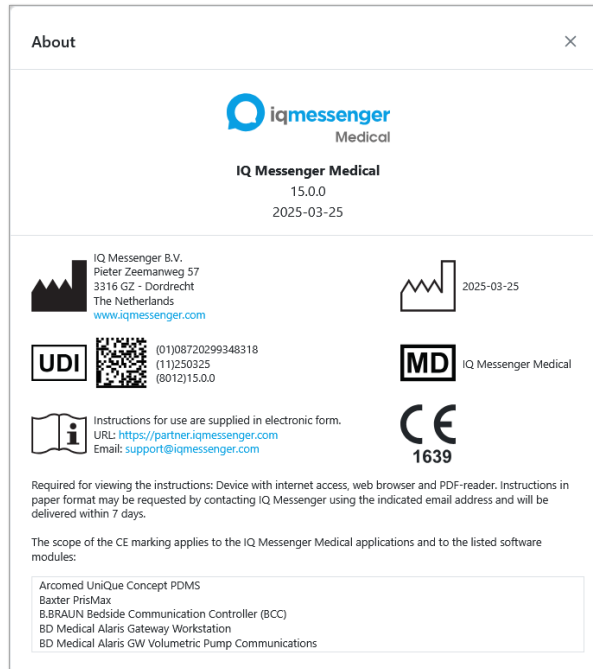 About
iqmessenger
Medical
IQ Messenger Medical
15.0.0
2025-03-25
IQ Messenger B.V.
Pieter Zeemanweg 57
3316 GZ - Dordrecht
The Netherlands
www.iqmessenger.com
2025-03-25
UDI
(01)08720299348318
(11)250325
(8012)15.0.0
MD
IQ Messenger Medical
Instructions for use are supplied in electronic form.
URL: https://partner.iqmessenger.com
Email: support@iqmessenger.com
CE
1639
Required for viewing the instructions: Device with internet access, web browser and PDF-reader. Instructions in
paper format may be requested by contacting IQ Messenger using the indicated email address and will be
delivered within 7 days.
The scope of the CE marking applies to the IQ Messenger Medical applications and to the listed software
modules:
Arcomed UniQue Concept PDMS
Baxter PrisMax
B.BRAUN Bedside Communication Controller (BCC)
BD Medical Alaris Gateway Workstation
BD Medical Alaris GW Volumetric Pump Communications